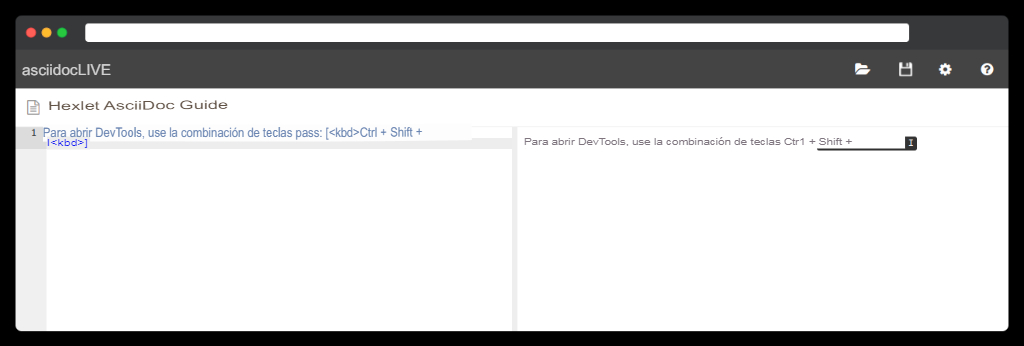 asciidocLIVE
Hexlet AsciiDoc Guide
1 Para abrir DevTools, use la combinación de teclas pass: [<kbd>Ctrl + Shift +
I<kbd>]
Para abrir DevTools, use la combinación de teclas Ctr1 + Shift + I